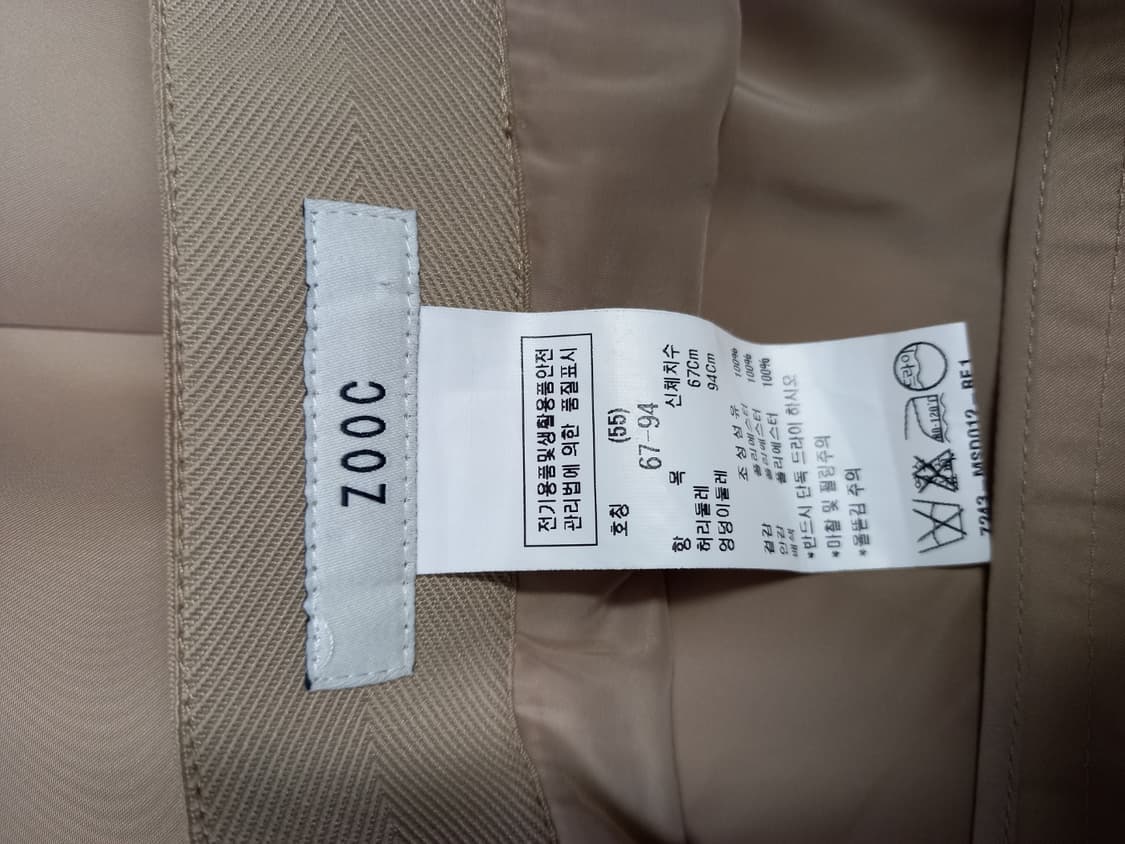 ZOOC
전기용품및생활용품안전
관리법에 의한 품질표시
호칭 (55)
67-94
항 목 신체치수
허리둘레 67Cm
엉덩이둘레 94Cm
조성섬유
겉감 폴리에스터 100%
안감 폴리에스터 100%
배색 폴리에스터 100%
*반드시 단독 드라이 하시오
*마찰 및 필링주의
*올뜯김 주의
드라이
Z243 MSD012